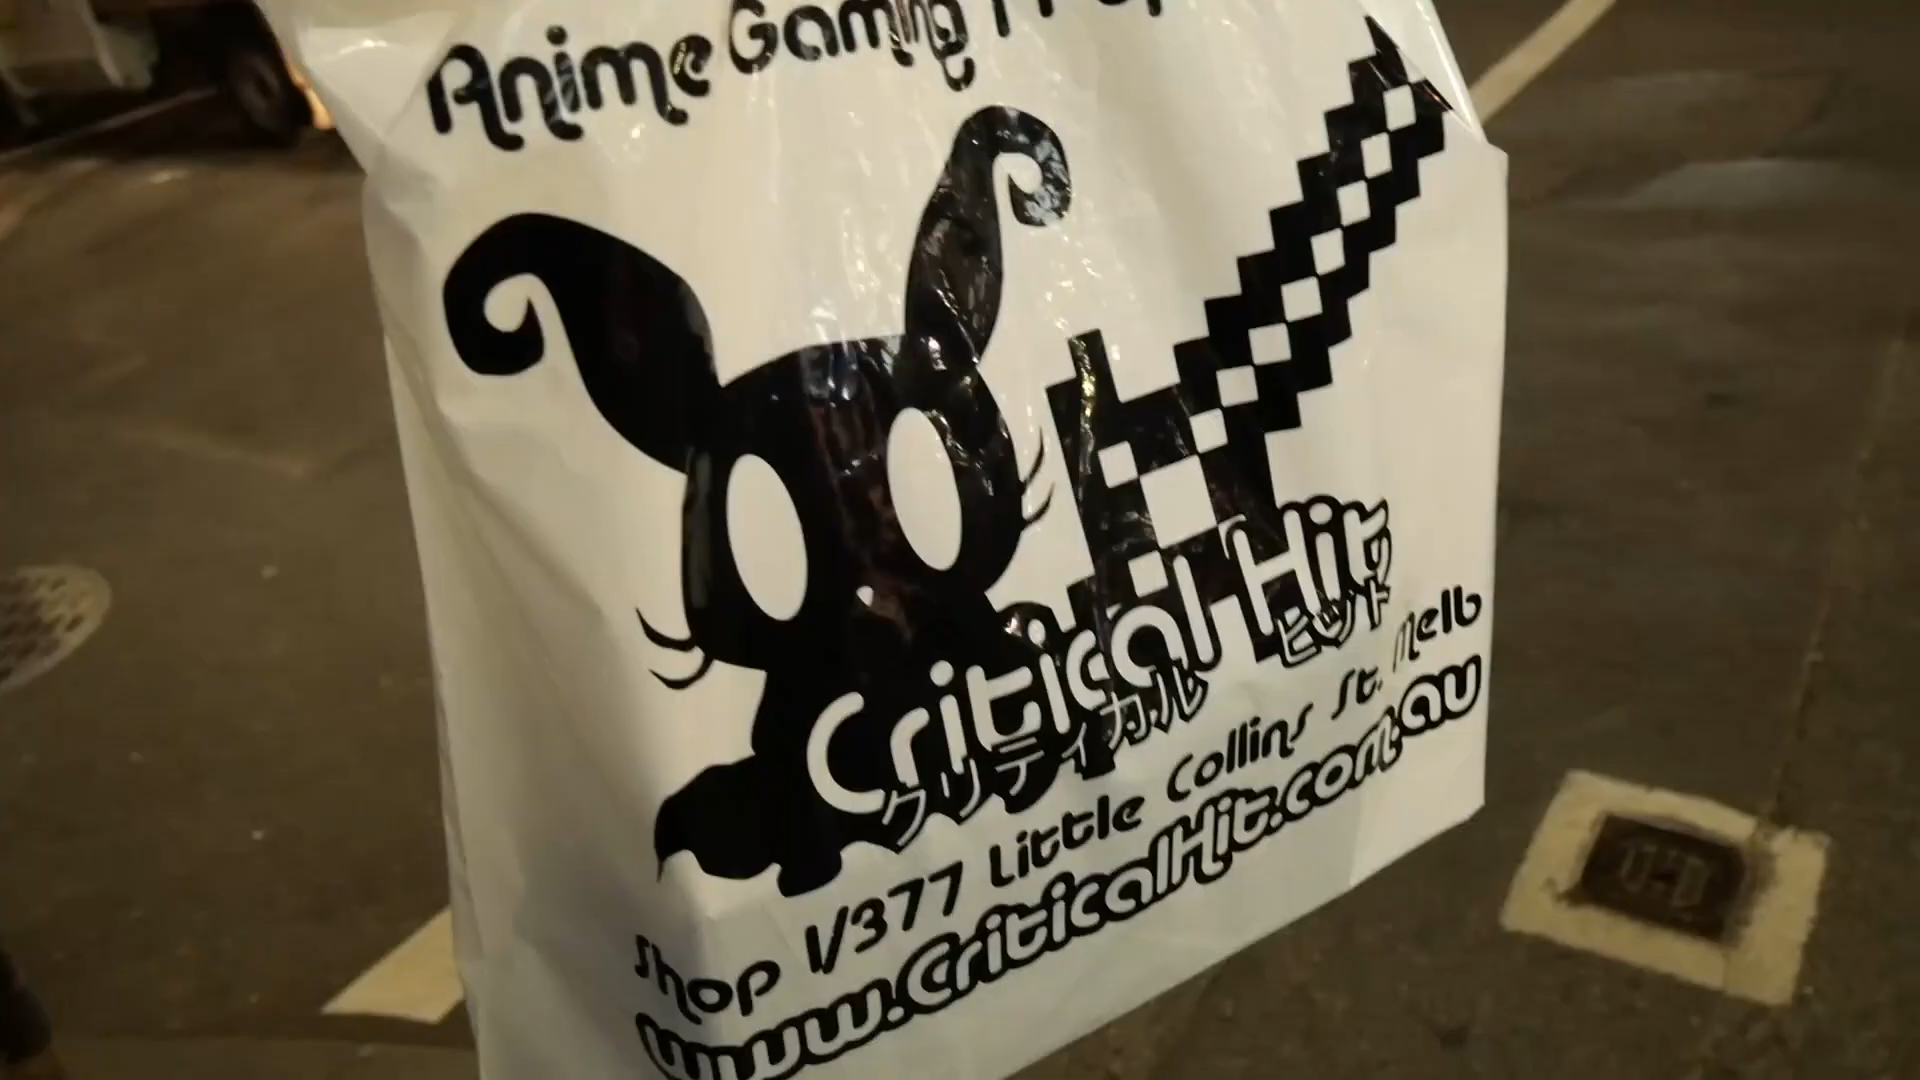 Anime Gaming
Critical Hit
クリティカル ヒット
Shop 1/377 Little Collins St. Melb
www.CriticalHit.com.au